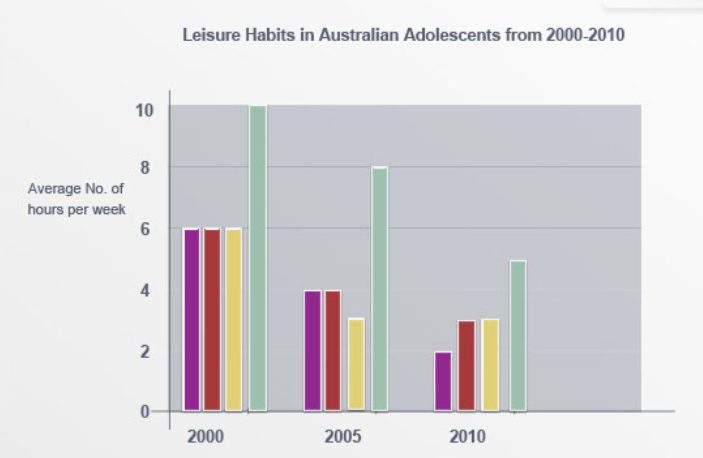 Leisure Habits in Australian Adolescents from 2000-2010
10
8
Average No. of
hours per week
6
4
2
0
2000 2005 2010